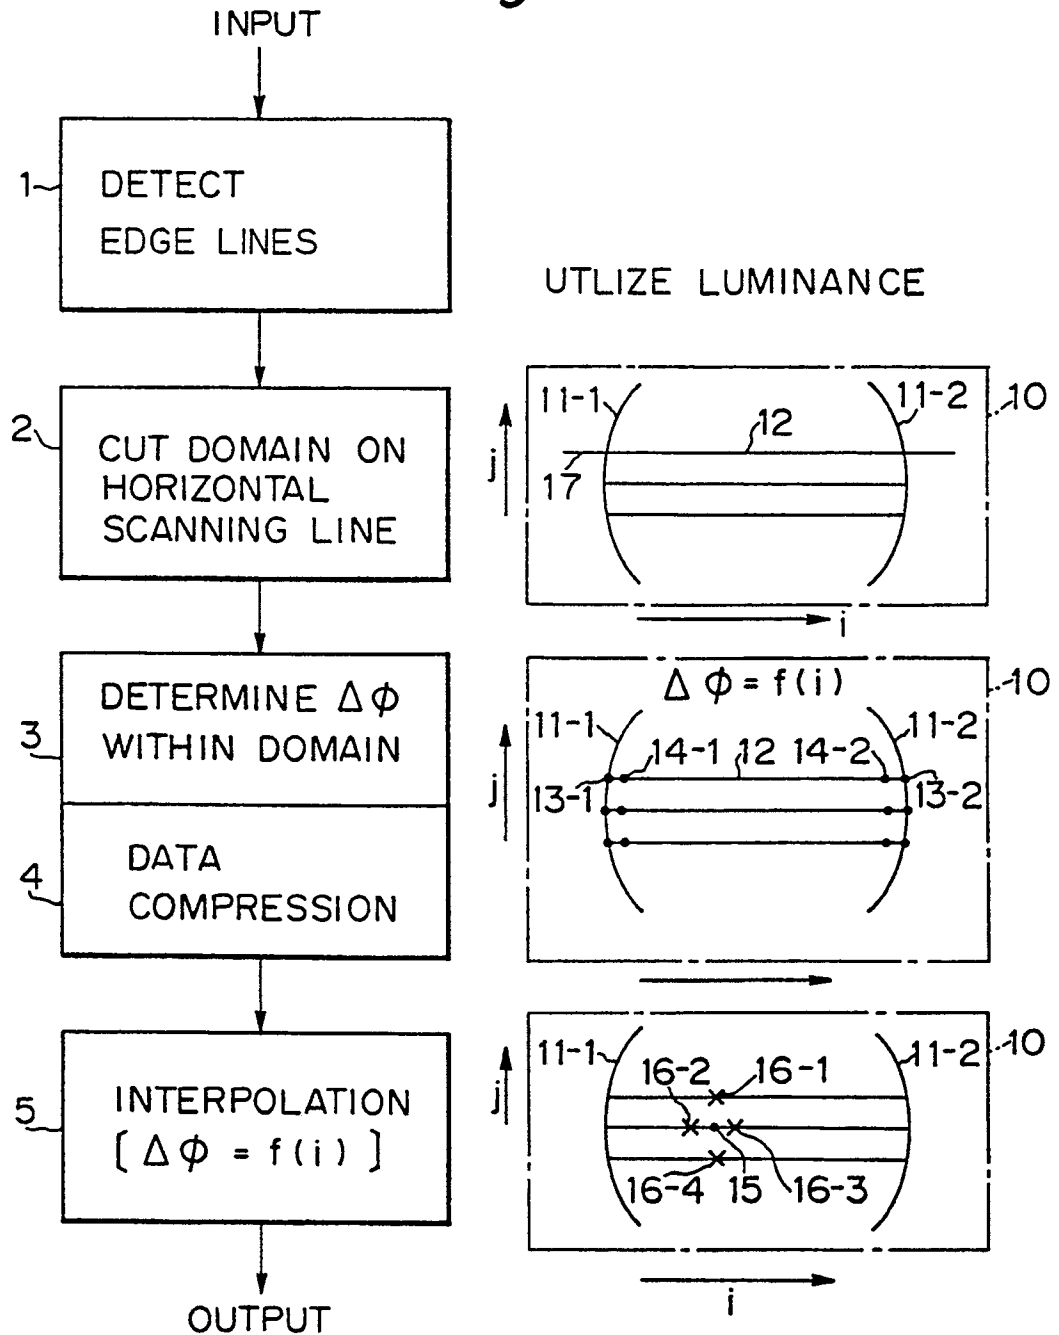 INPUT
1
DETECT
EDGE LINES
UTLIZE LUMINANCE
2
CUT DOMAIN ON
HORIZONTAL
SCANNING LINE
11-1
11-2
10
12
17
j
i
3
DETERMINE Δφ
WITHIN DOMAIN
4
DATA
COMPRESSION
Δφ = f(i)
10
11-1
11-2
14-1
12
14-2
13-1
13-2
j
5
INTERPOLATION
[Δφ = f(i)]
11-1
11-2
10
16-2
16-1
j
16-4
15
16-3
i
OUTPUT